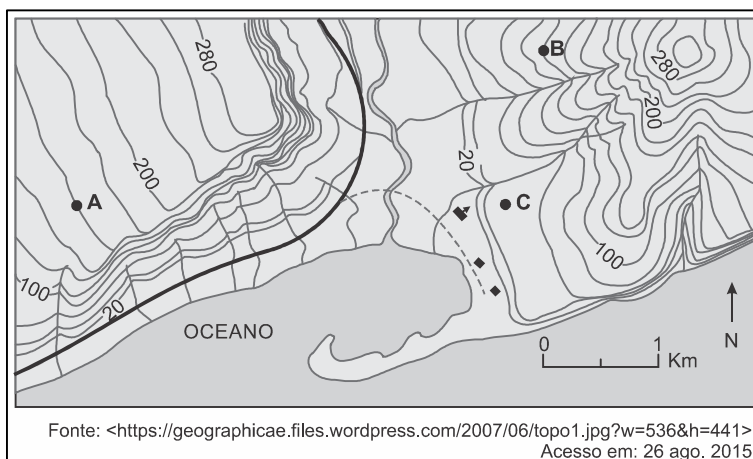 280
B
280
200
200
20
A
C
100
100
20
OCEANO
N
0 1
Km
Fonte: <https://geographicae.files.wordpress.com/2007/06/topo1.jpg?w=536&h=441>
Acesso em: 26 ago. 2015